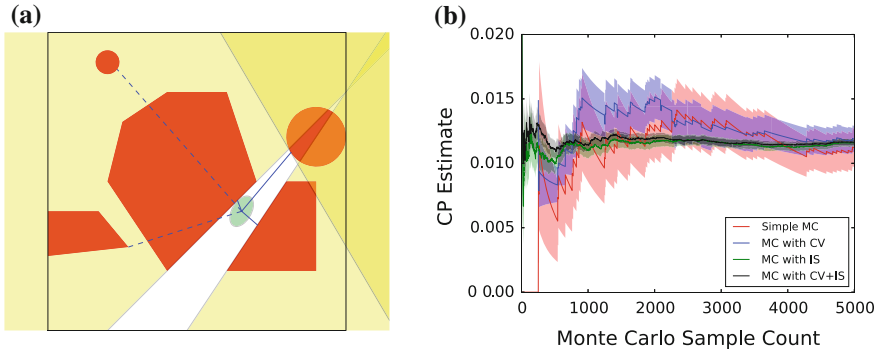 (a)
(b)
CP Estimate
0.020
0.015
0.010
0.005
0.000
0
1000
2000
3000
4000
5000
Monte Carlo Sample Count
Simple MC
MC with CV
MC with IS
MC with CV+IS